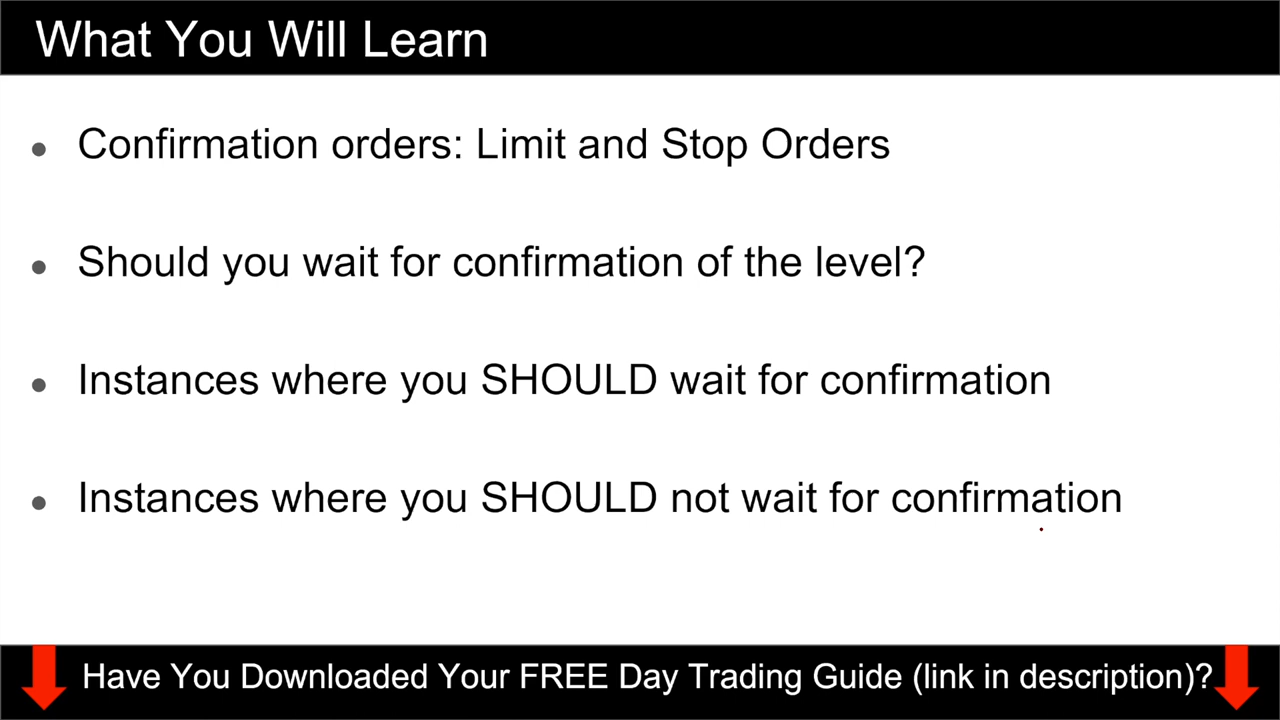 What You Will Learn
Confirmation orders: Limit and Stop Orders
Should you wait for confirmation of the level?
Instances where you SHOULD wait for confirmation
Instances where you SHOULD not wait for confirmation
Have You Downloaded Your FREE Day Trading Guide (link in description)?